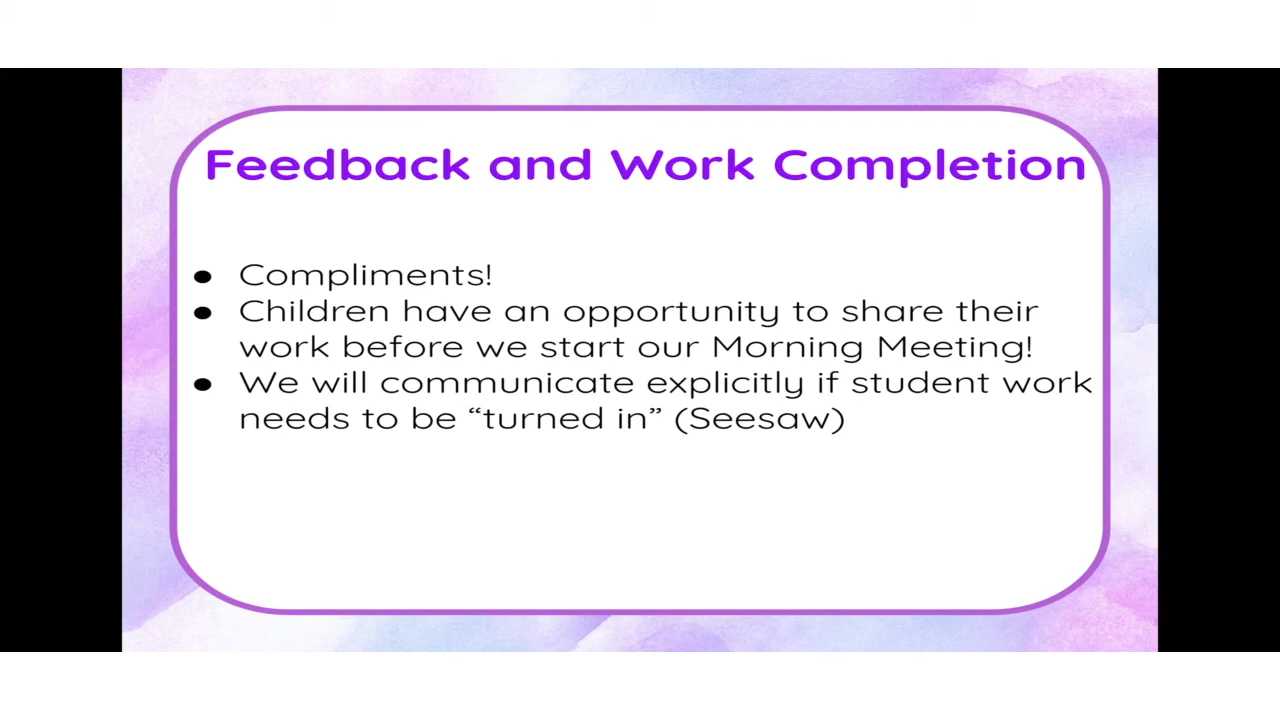 Feedback and Work Completion
● Compliments!
● Children have an opportunity to share their
work before we start our Morning Meeting!
● We will communicate explicitly if student work
needs to be “turned in” (Seesaw)